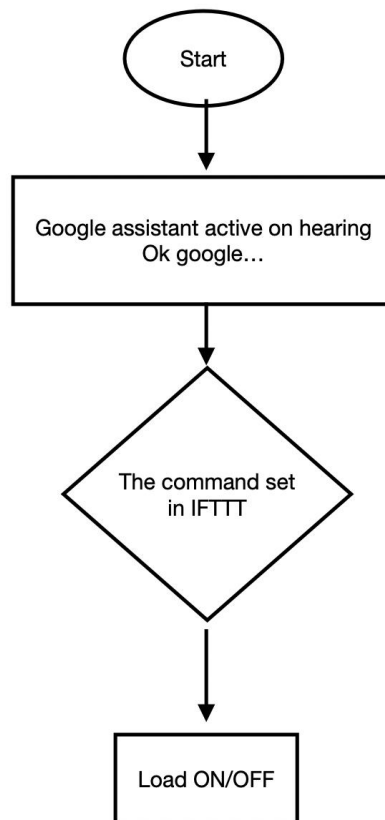 Start
Google assistant active on hearing
Ok google...
The command set
in IFTTT
Load ON/OFF